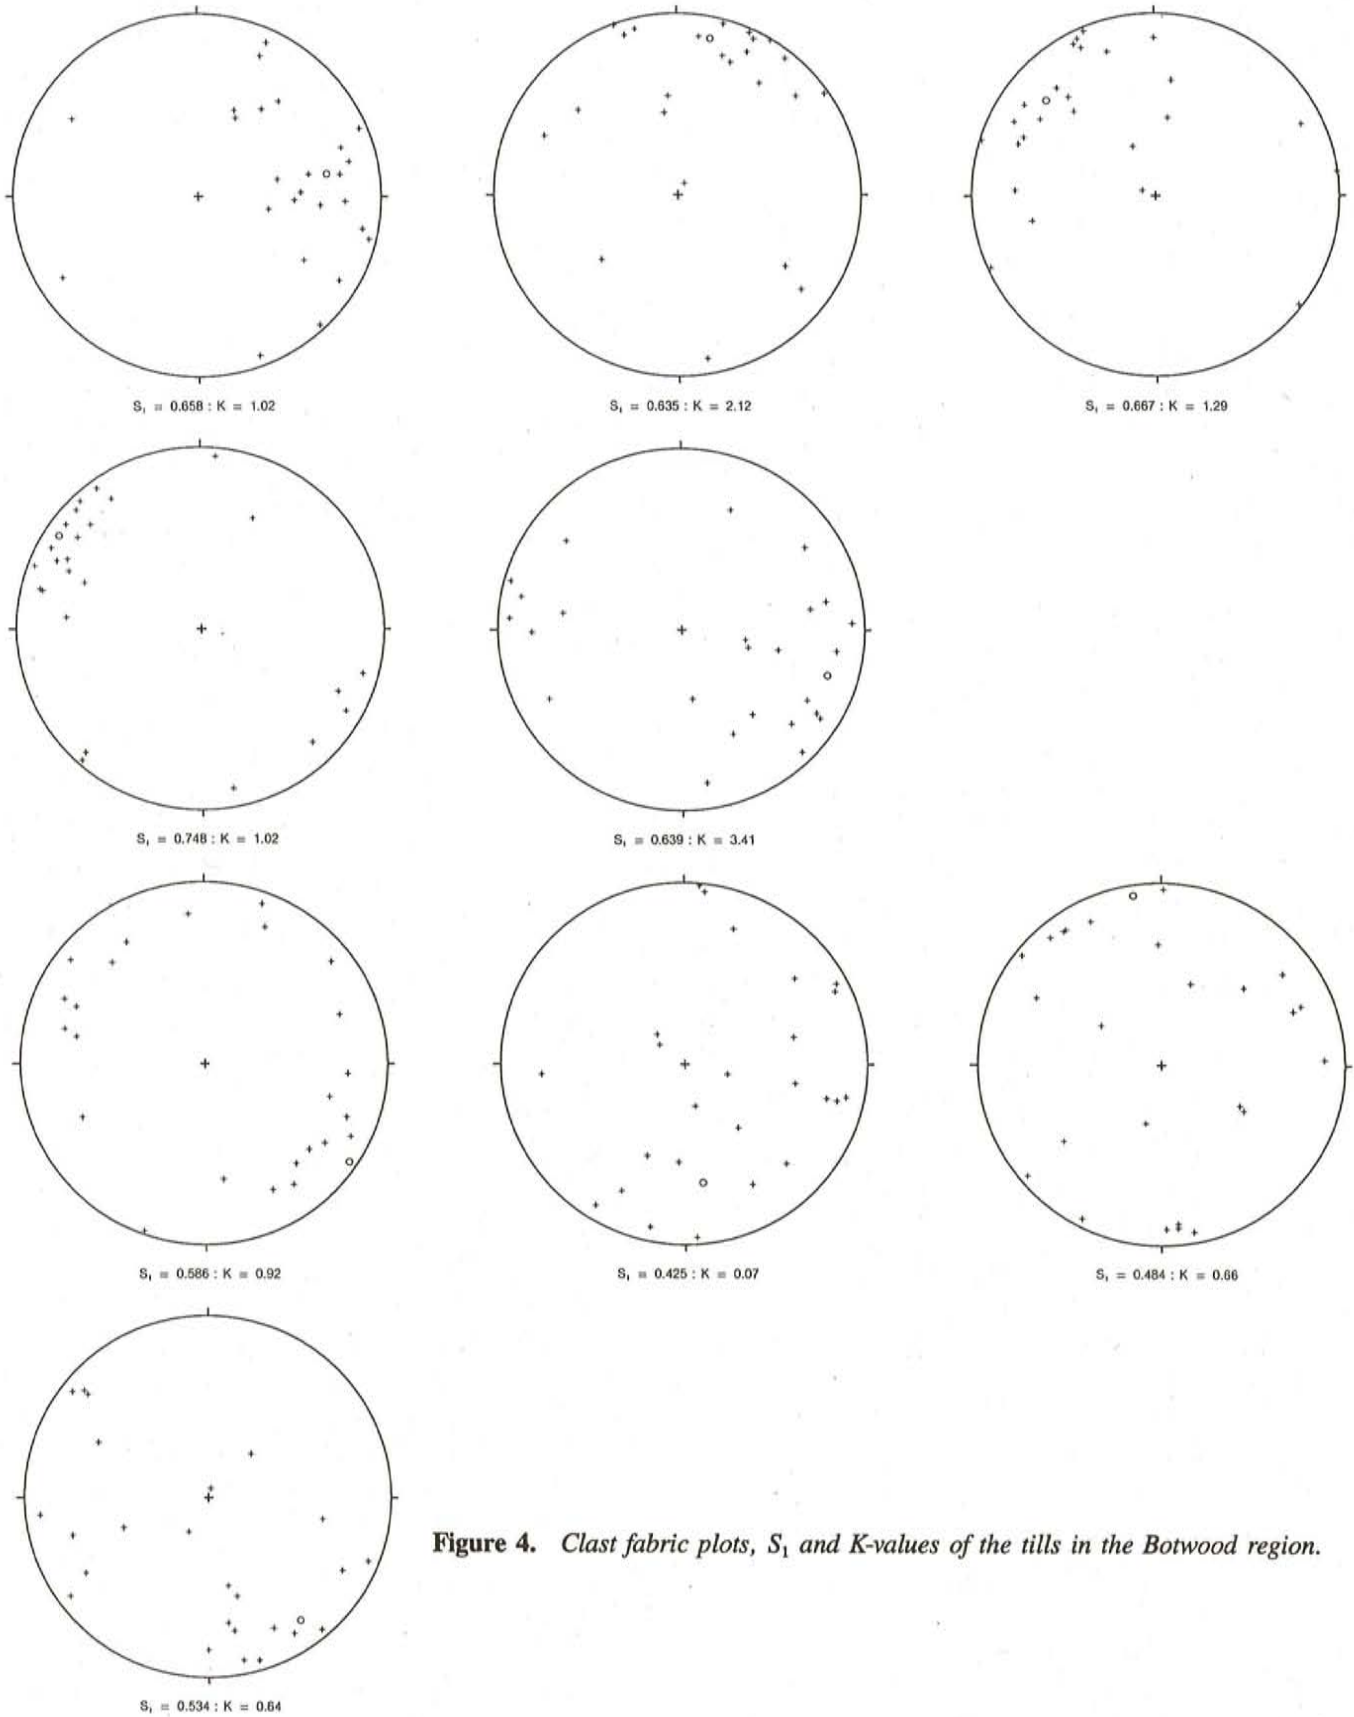 S₁ = 0.658 : K = 1.02
S₁ = 0.635 : K = 2.12
S₁ = 0.667 : K = 1.29
S₁ = 0.748 : K = 1.02
S₁ = 0.639 : K = 3.41
S₁ = 0.586 : K = 0.92
S₁ = 0.425 : K = 0.07
S₁ = 0.484 : K = 0.66
Figure 4. Clast fabric plots, S₁ and K-values of the tills in the Botwood region.
S₁ = 0.534 : K = 0.64